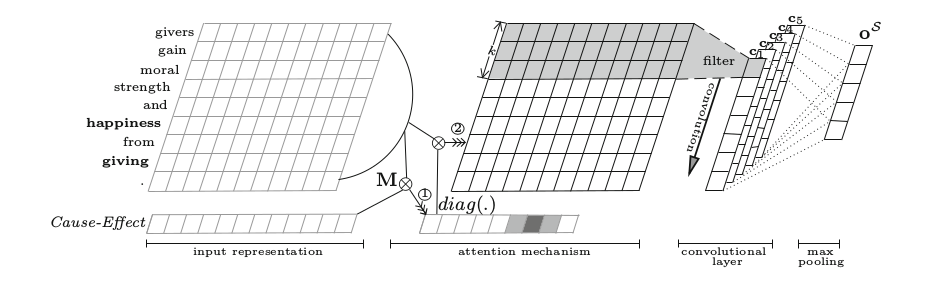 givers
gain
moral
strength
and
happiness
from
giving
.
Cause-Effect
input representation
M
①
②
diag(.)
attention mechanism
k
filter
convolution
c1
c2
c3
c4
c5
convolutional
layer
o^S
max
pooling